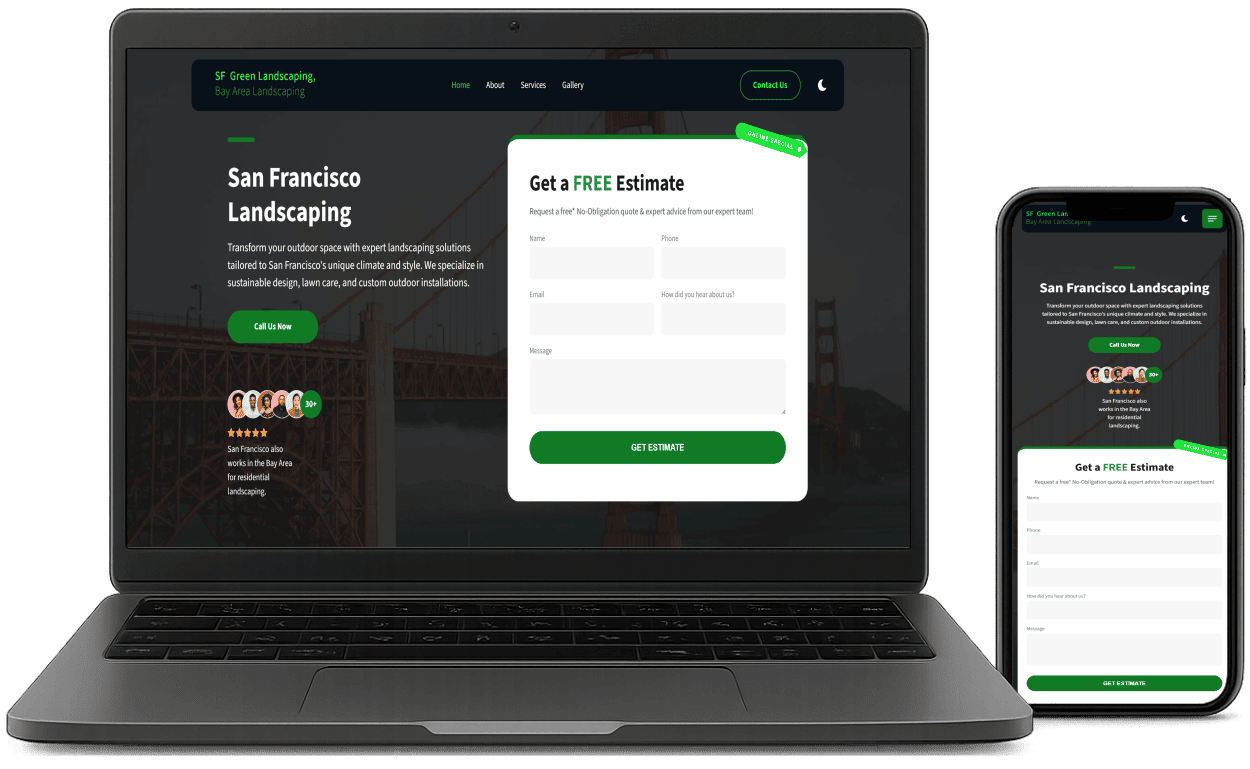 SF Green Landscaping,
Bay Area Landscaping
Home About Services Gallery
Contact Us
San Francisco
Landscaping
Transform your outdoor space with expert landscaping solutions
tailored to San Francisco's unique climate and style. We specialize in
sustainable design, lawn care, and custom outdoor installations.
Call Us Now
30+
San Francisco also
works in the Bay Area
for residential
landscaping.
ONLINE SPECIAL
Get a FREE Estimate
Request a free* No-Obligation quote & expert advice from our expert team!
Name Phone
Email How did you hear about us?
Message
GET ESTIMATE
SF Green Lan
Bay Area Landscaping
San Francisco Landscaping
Transform your outdoor space with expert landscaping solutions
tailored to San Francisco's unique climate and style. We specialize in
sustainable design, lawn care, and custom outdoor installations.
Call Us Now
30+
San Francisco also
works in the Bay Area
for residential
landscaping.
ONLINE SPECIAL
Get a FREE Estimate
Request a free* No-Obligation quote & expert advice from our expert team!
Name
Phone
Email
How did you hear about us?
Message
GET ESTIMATE